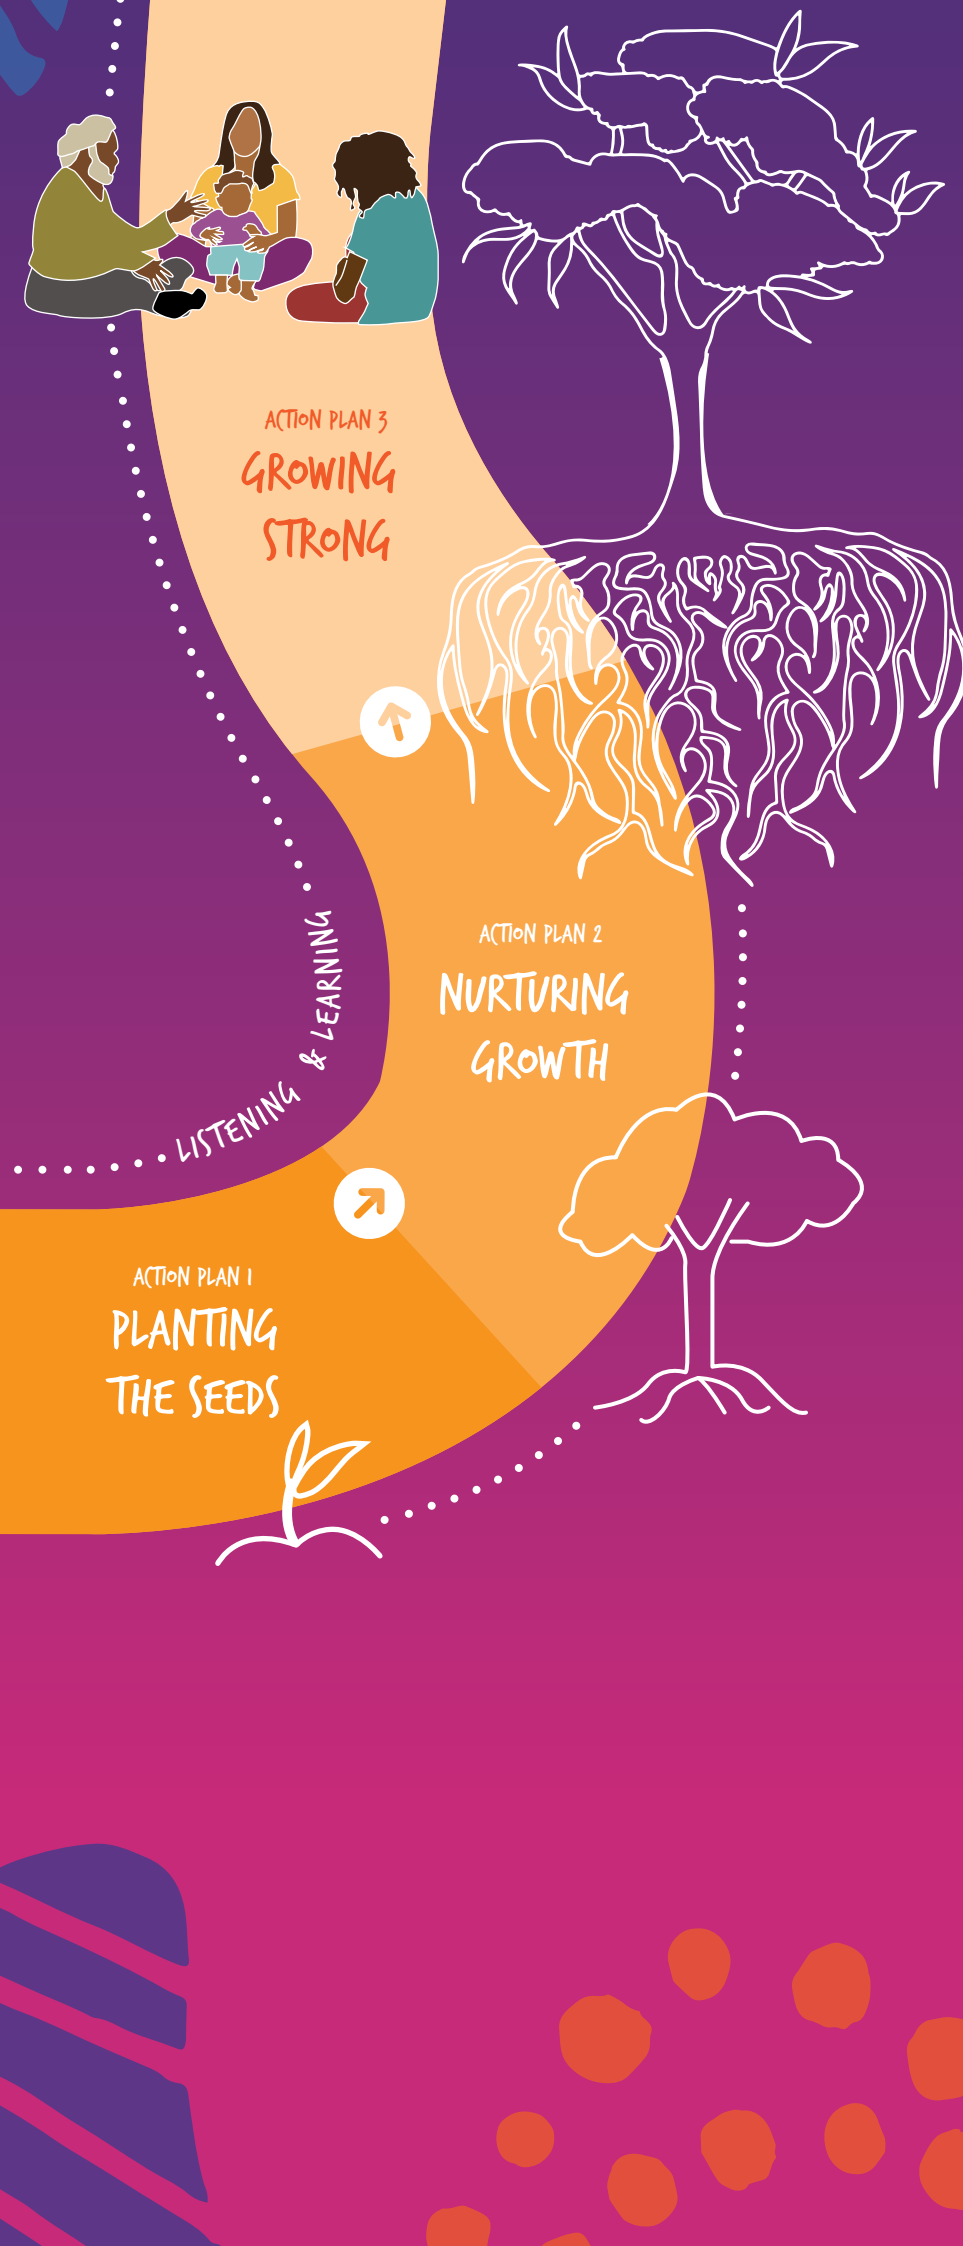 ACTION PLAN 3
GROWING
STRONG
ACTION PLAN 2
NURTURING
GROWTH
LISTENING & LEARNING
ACTION PLAN 1
PLANTING
THE SEEDS